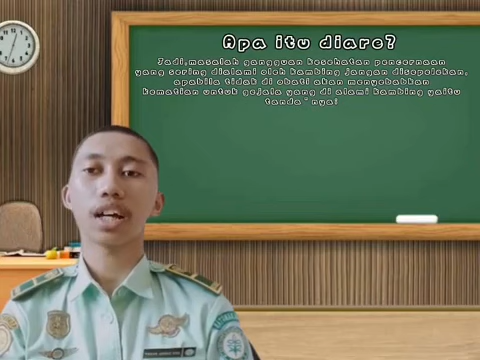 Apa itu diare?
Jadi,masalah gangguan kesehatan pencernaan
yang sering dialami oleh kambing jangan disepelekan,
apabila tidak di obati akan menyebabkan
kematian untuk gejala yang di alami kambing yaitu
tanda"nya!